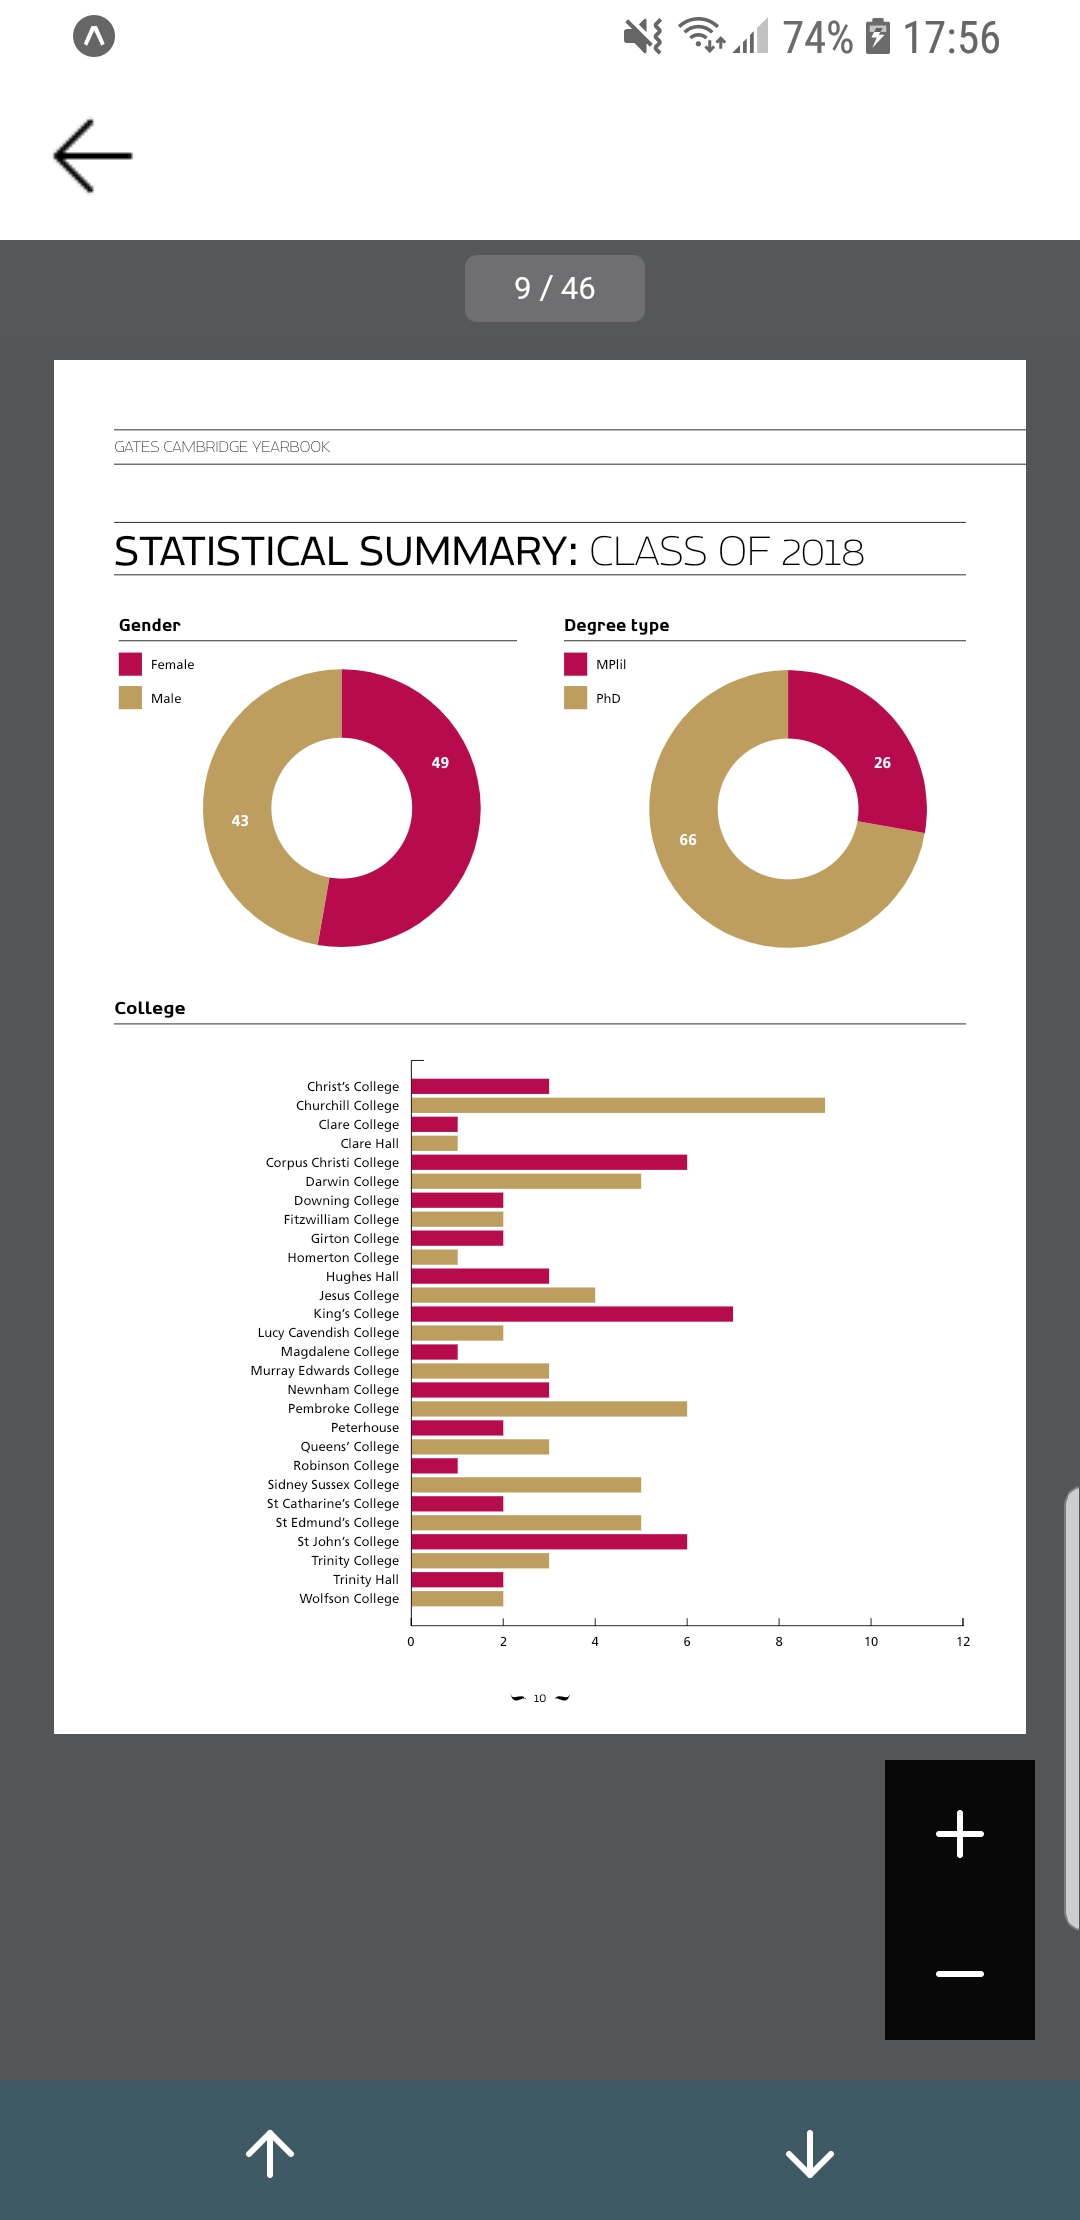 74% 17:56
9 / 46
GATES CAMBRIDGE YEARBOOK
STATISTICAL SUMMARY: CLASS OF 2018
Gender
Female
Male
49
43
Degree type
MPlil
PhD
26
66
College
Christ's College
Churchill College
Clare College
Clare Hall
Corpus Christi College
Darwin College
Downing College
Fitzwilliam College
Girton College
Homerton College
Hughes Hall
Jesus College
King's College
Lucy Cavendish College
Magdalene College
Murray Edwards College
Newnham College
Pembroke College
Peterhouse
Queens' College
Robinson College
Sidney Sussex College
St Catharine's College
St Edmund's College
St John's College
Trinity College
Trinity Hall
Wolfson College
0 2 4 6 8 10 12
10